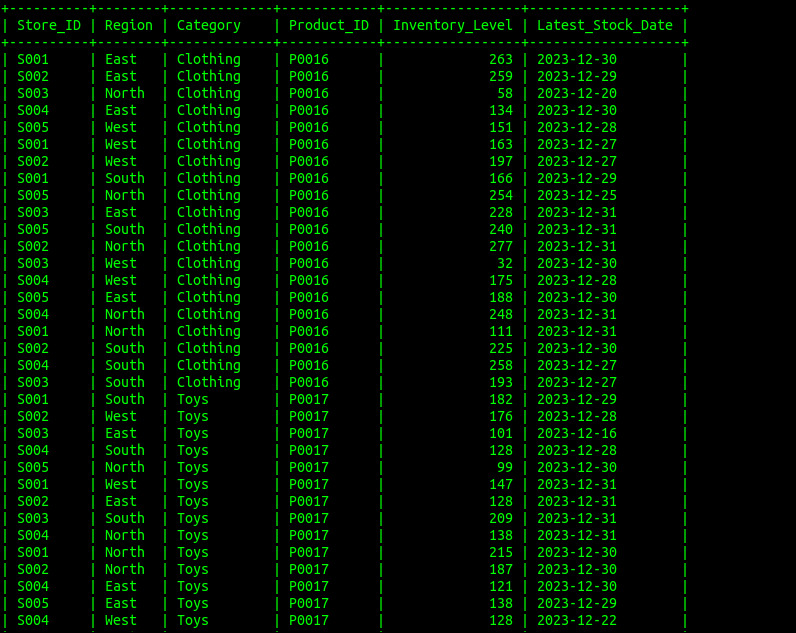 +----------+--------+-------------+------------+-----------------+-------------------+
| Store_ID | Region | Category    | Product_ID | Inventory_Level | Latest_Stock_Date |
+----------+--------+-------------+------------+-----------------+-------------------+
| S001     | East   | Clothing    | P0016      |             263 | 2023-12-30        |
| S002     | East   | Clothing    | P0016      |             259 | 2023-12-29        |
| S003     | North  | Clothing    | P0016      |              58 | 2023-12-20        |
| S004     | East   | Clothing    | P0016      |             134 | 2023-12-30        |
| S005     | West   | Clothing    | P0016      |             151 | 2023-12-28        |
| S001     | West   | Clothing    | P0016      |             163 | 2023-12-27        |
| S002     | West   | Clothing    | P0016      |             197 | 2023-12-27        |
| S001     | South  | Clothing    | P0016      |             166 | 2023-12-29        |
| S005     | North  | Clothing    | P0016      |             254 | 2023-12-25        |
| S003     | East   | Clothing    | P0016      |             228 | 2023-12-31        |
| S005     | South  | Clothing    | P0016      |             240 | 2023-12-31        |
| S002     | North  | Clothing    | P0016      |             277 | 2023-12-31        |
| S003     | West   | Clothing    | P0016      |              32 | 2023-12-30        |
| S004     | West   | Clothing    | P0016      |             175 | 2023-12-28        |
| S005     | East   | Clothing    | P0016      |             188 | 2023-12-30        |
| S004     | North  | Clothing    | P0016      |             248 | 2023-12-31        |
| S001     | North  | Clothing    | P0016      |             111 | 2023-12-31        |
| S002     | South  | Clothing    | P0016      |             225 | 2023-12-30        |
| S004     | South  | Clothing    | P0016      |             258 | 2023-12-27        |
| S003     | South  | Clothing    | P0016      |             193 | 2023-12-27        |
| S001     | South  | Toys        | P0017      |             182 | 2023-12-29        |
| S002     | West   | Toys        | P0017      |             176 | 2023-12-28        |
| S003     | East   | Toys        | P0017      |             101 | 2023-12-16        |
| S004     | South  | Toys        | P0017      |             128 | 2023-12-28        |
| S005     | North  | Toys        | P0017      |              99 | 2023-12-30        |
| S001     | West   | Toys        | P0017      |             147 | 2023-12-31        |
| S002     | East   | Toys        | P0017      |             128 | 2023-12-31        |
| S003     | South  | Toys        | P0017      |             209 | 2023-12-31        |
| S004     | North  | Toys        | P0017      |             138 | 2023-12-31        |
| S001     | North  | Toys        | P0017      |             215 | 2023-12-30        |
| S002     | North  | Toys        | P0017      |             187 | 2023-12-30        |
| S004     | East   | Toys        | P0017      |             121 | 2023-12-30        |
| S005     | East   | Toys        | P0017      |             138 | 2023-12-29        |
| S004     | West   | Toys        | P0017      |             128 | 2023-12-22        |